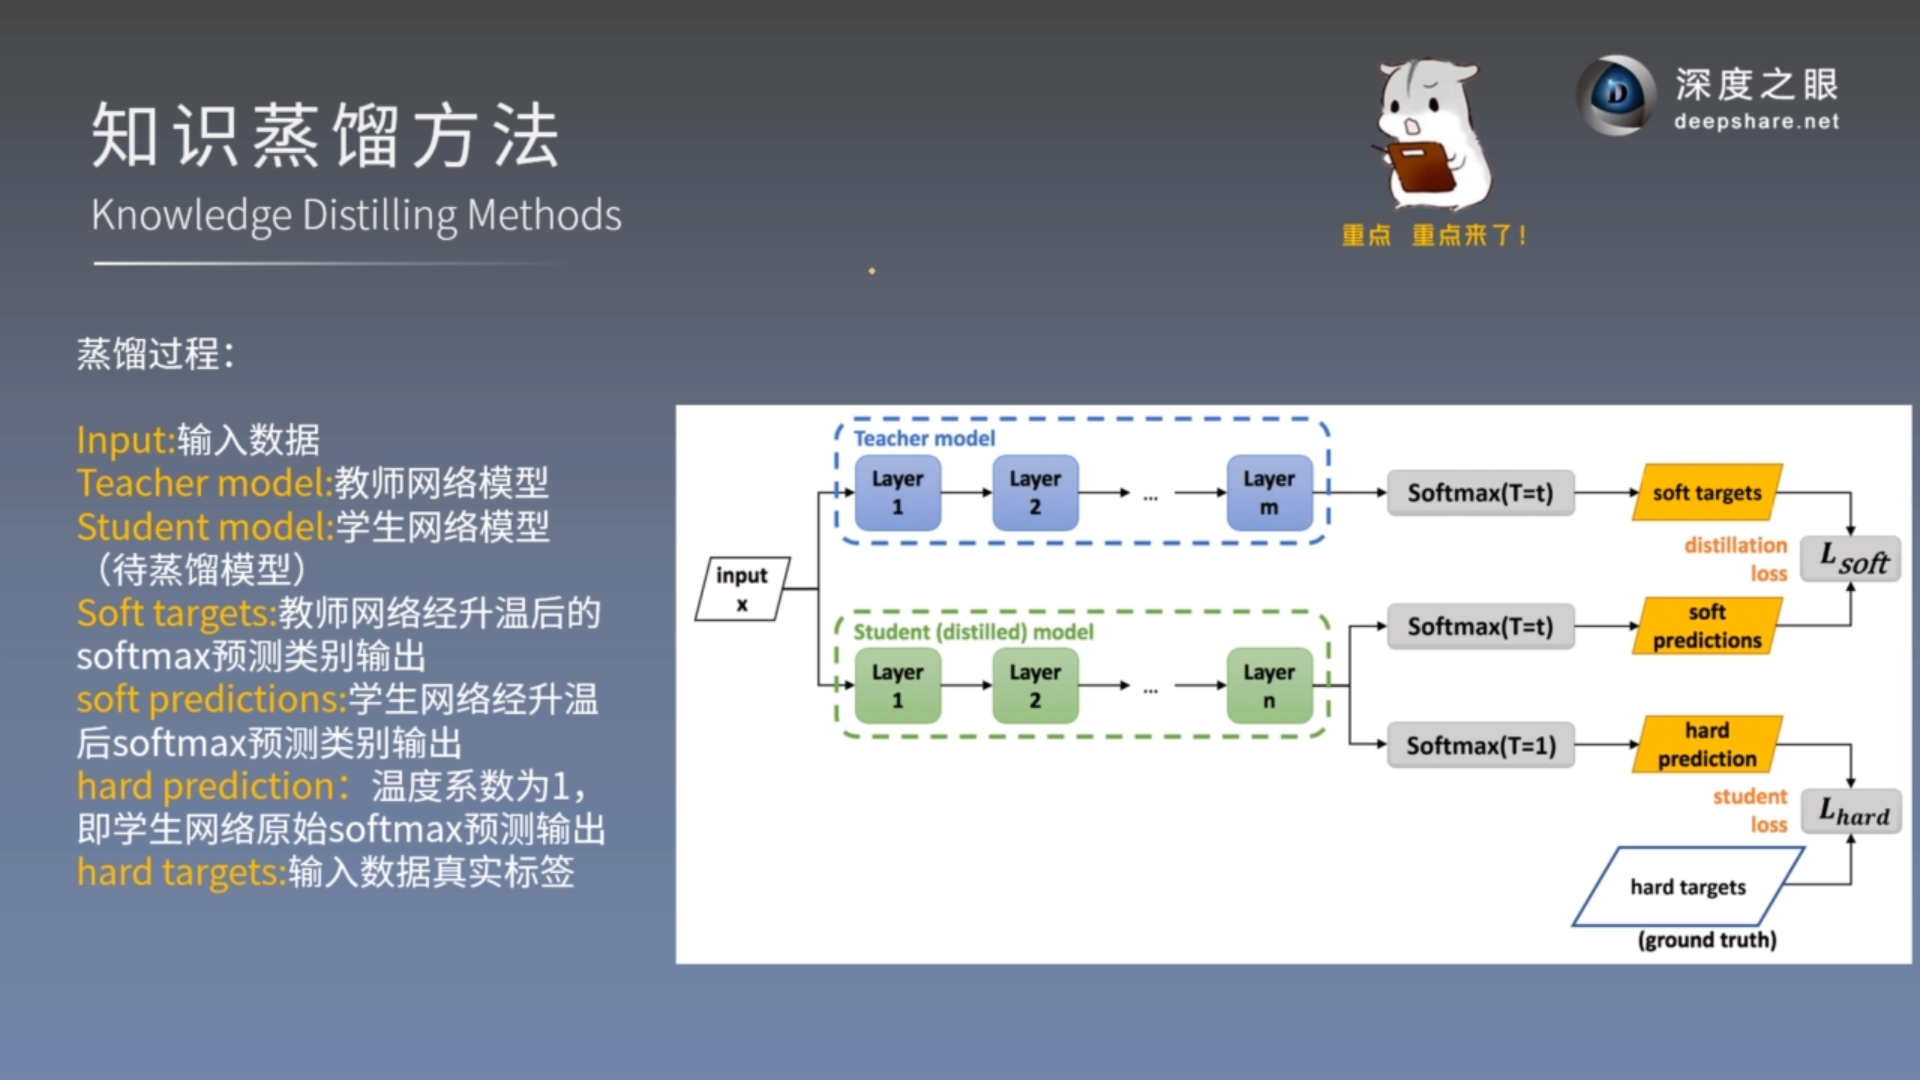 知识蒸馏方法
Knowledge Distilling Methods
深度之眼
deepshare.net
重点 重点来了!
蒸馏过程：
Input:输入数据
Teacher model:教师网络模型
Student model:学生网络模型
（待蒸馏模型）
Soft targets:教师网络经升温后的
softmax预测类别输出
soft predictions:学生网络经升温
后softmax预测类别输出
hard prediction：温度系数为1，
即学生网络原始softmax预测输出
hard targets:输入数据真实标签
input
x
Teacher model
Layer
1
Layer
2
...
Layer
m
Softmax(T=t)
soft targets
distillation
loss
L soft
Student (distilled) model
Layer
1
Layer
2
...
Layer
n
Softmax(T=t)
soft
predictions
Softmax(T=1)
hard
prediction
student
loss
L hard
hard targets
(ground truth)